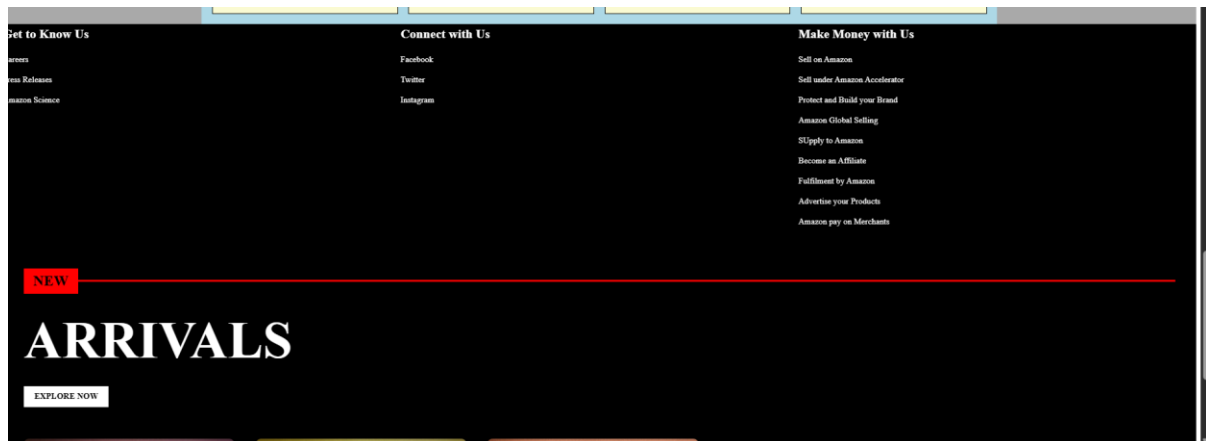 Get to Know Us
areers
ress Releases
mazon Science
Connect with Us
Facebook
Twitter
Instagram
Make Money with Us
Sell on Amazon
Sell under Amazon Accelerator
Protect and Build your Brand
Amazon Global Selling
SUpply to Amazon
Become an Affiliate
Fulfilment by Amazon
Advertise your Products
Amazon pay on Merchants
NEW
ARRIVALS
EXPLORE NOW